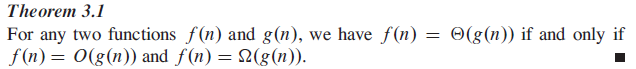 Theorem 3.1
For any two functions f(n) and g(n), we have f(n) = Θ(g(n)) if and only if
f(n) = O(g(n)) and f(n) = Ω(g(n)). ■